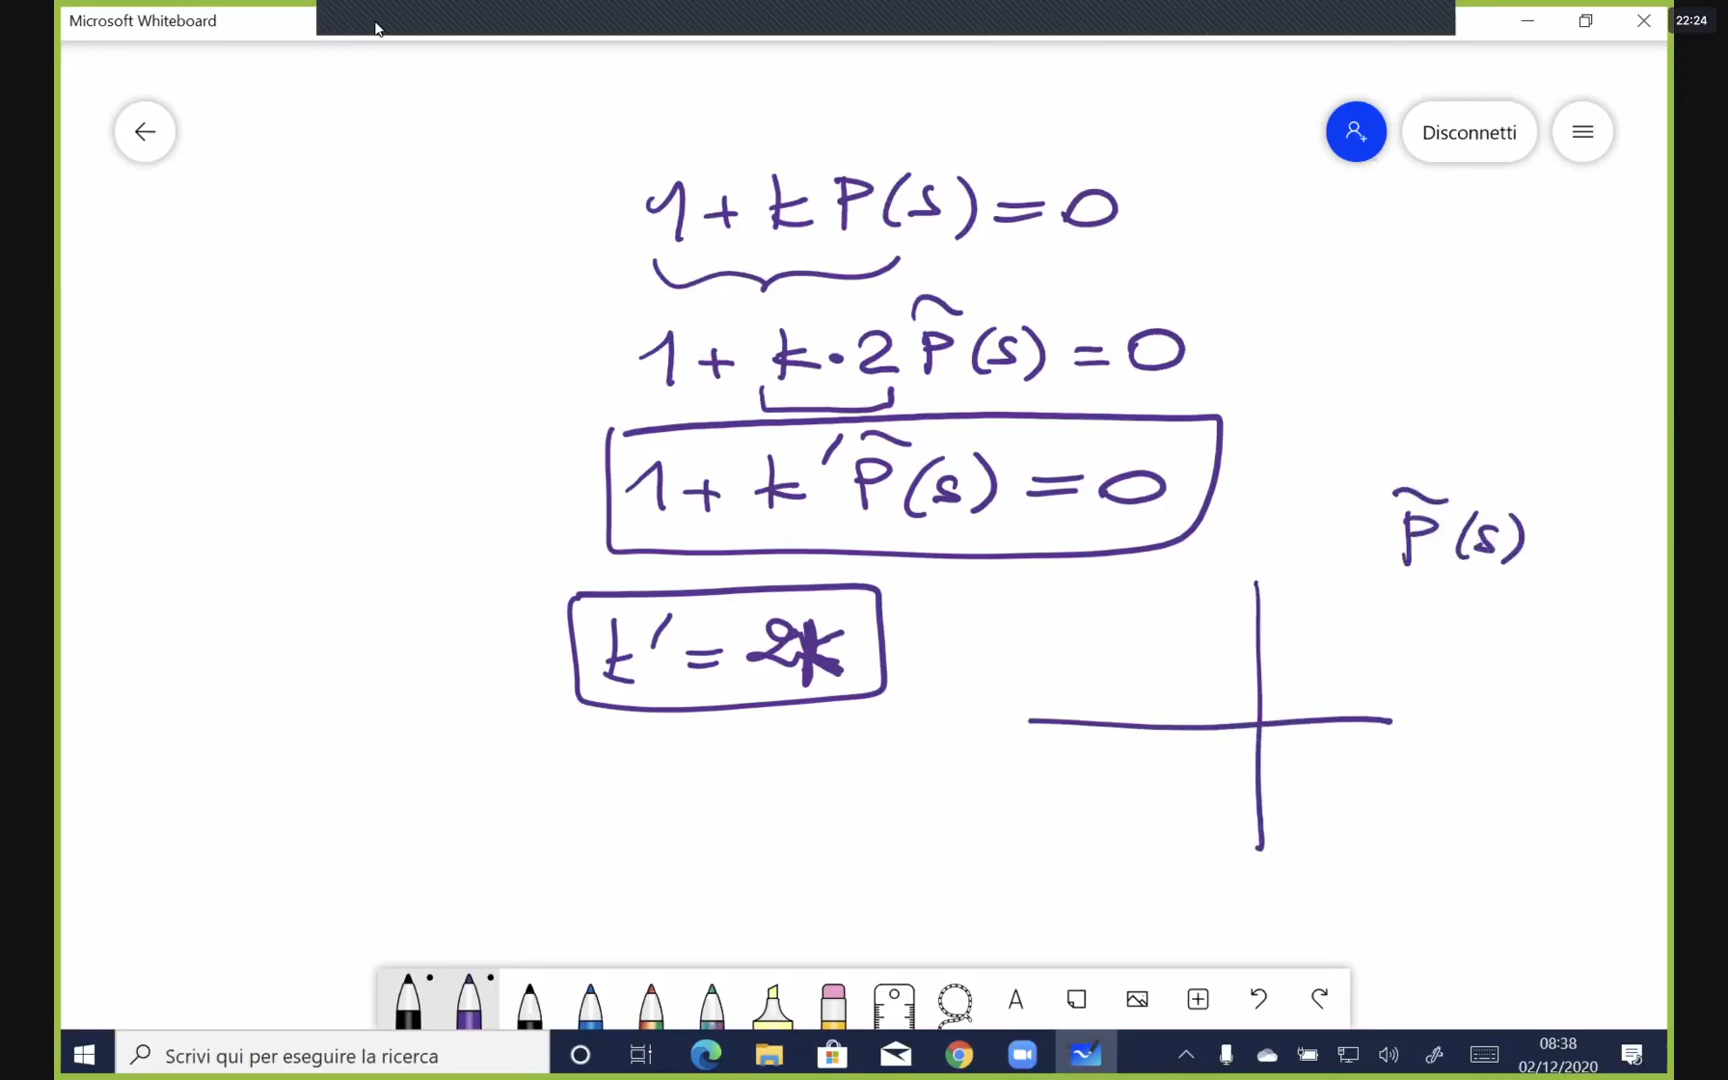 Microsoft Whiteboard
22:24
Disconnetti
1 + k P(s) = 0
1 + k · 2 P̃(s) = 0
1 + k' P̃(s) = 0
P̃(s)
k' = 2k
A
Scrivi qui per eseguire la ricerca
08:38
02/12/2020